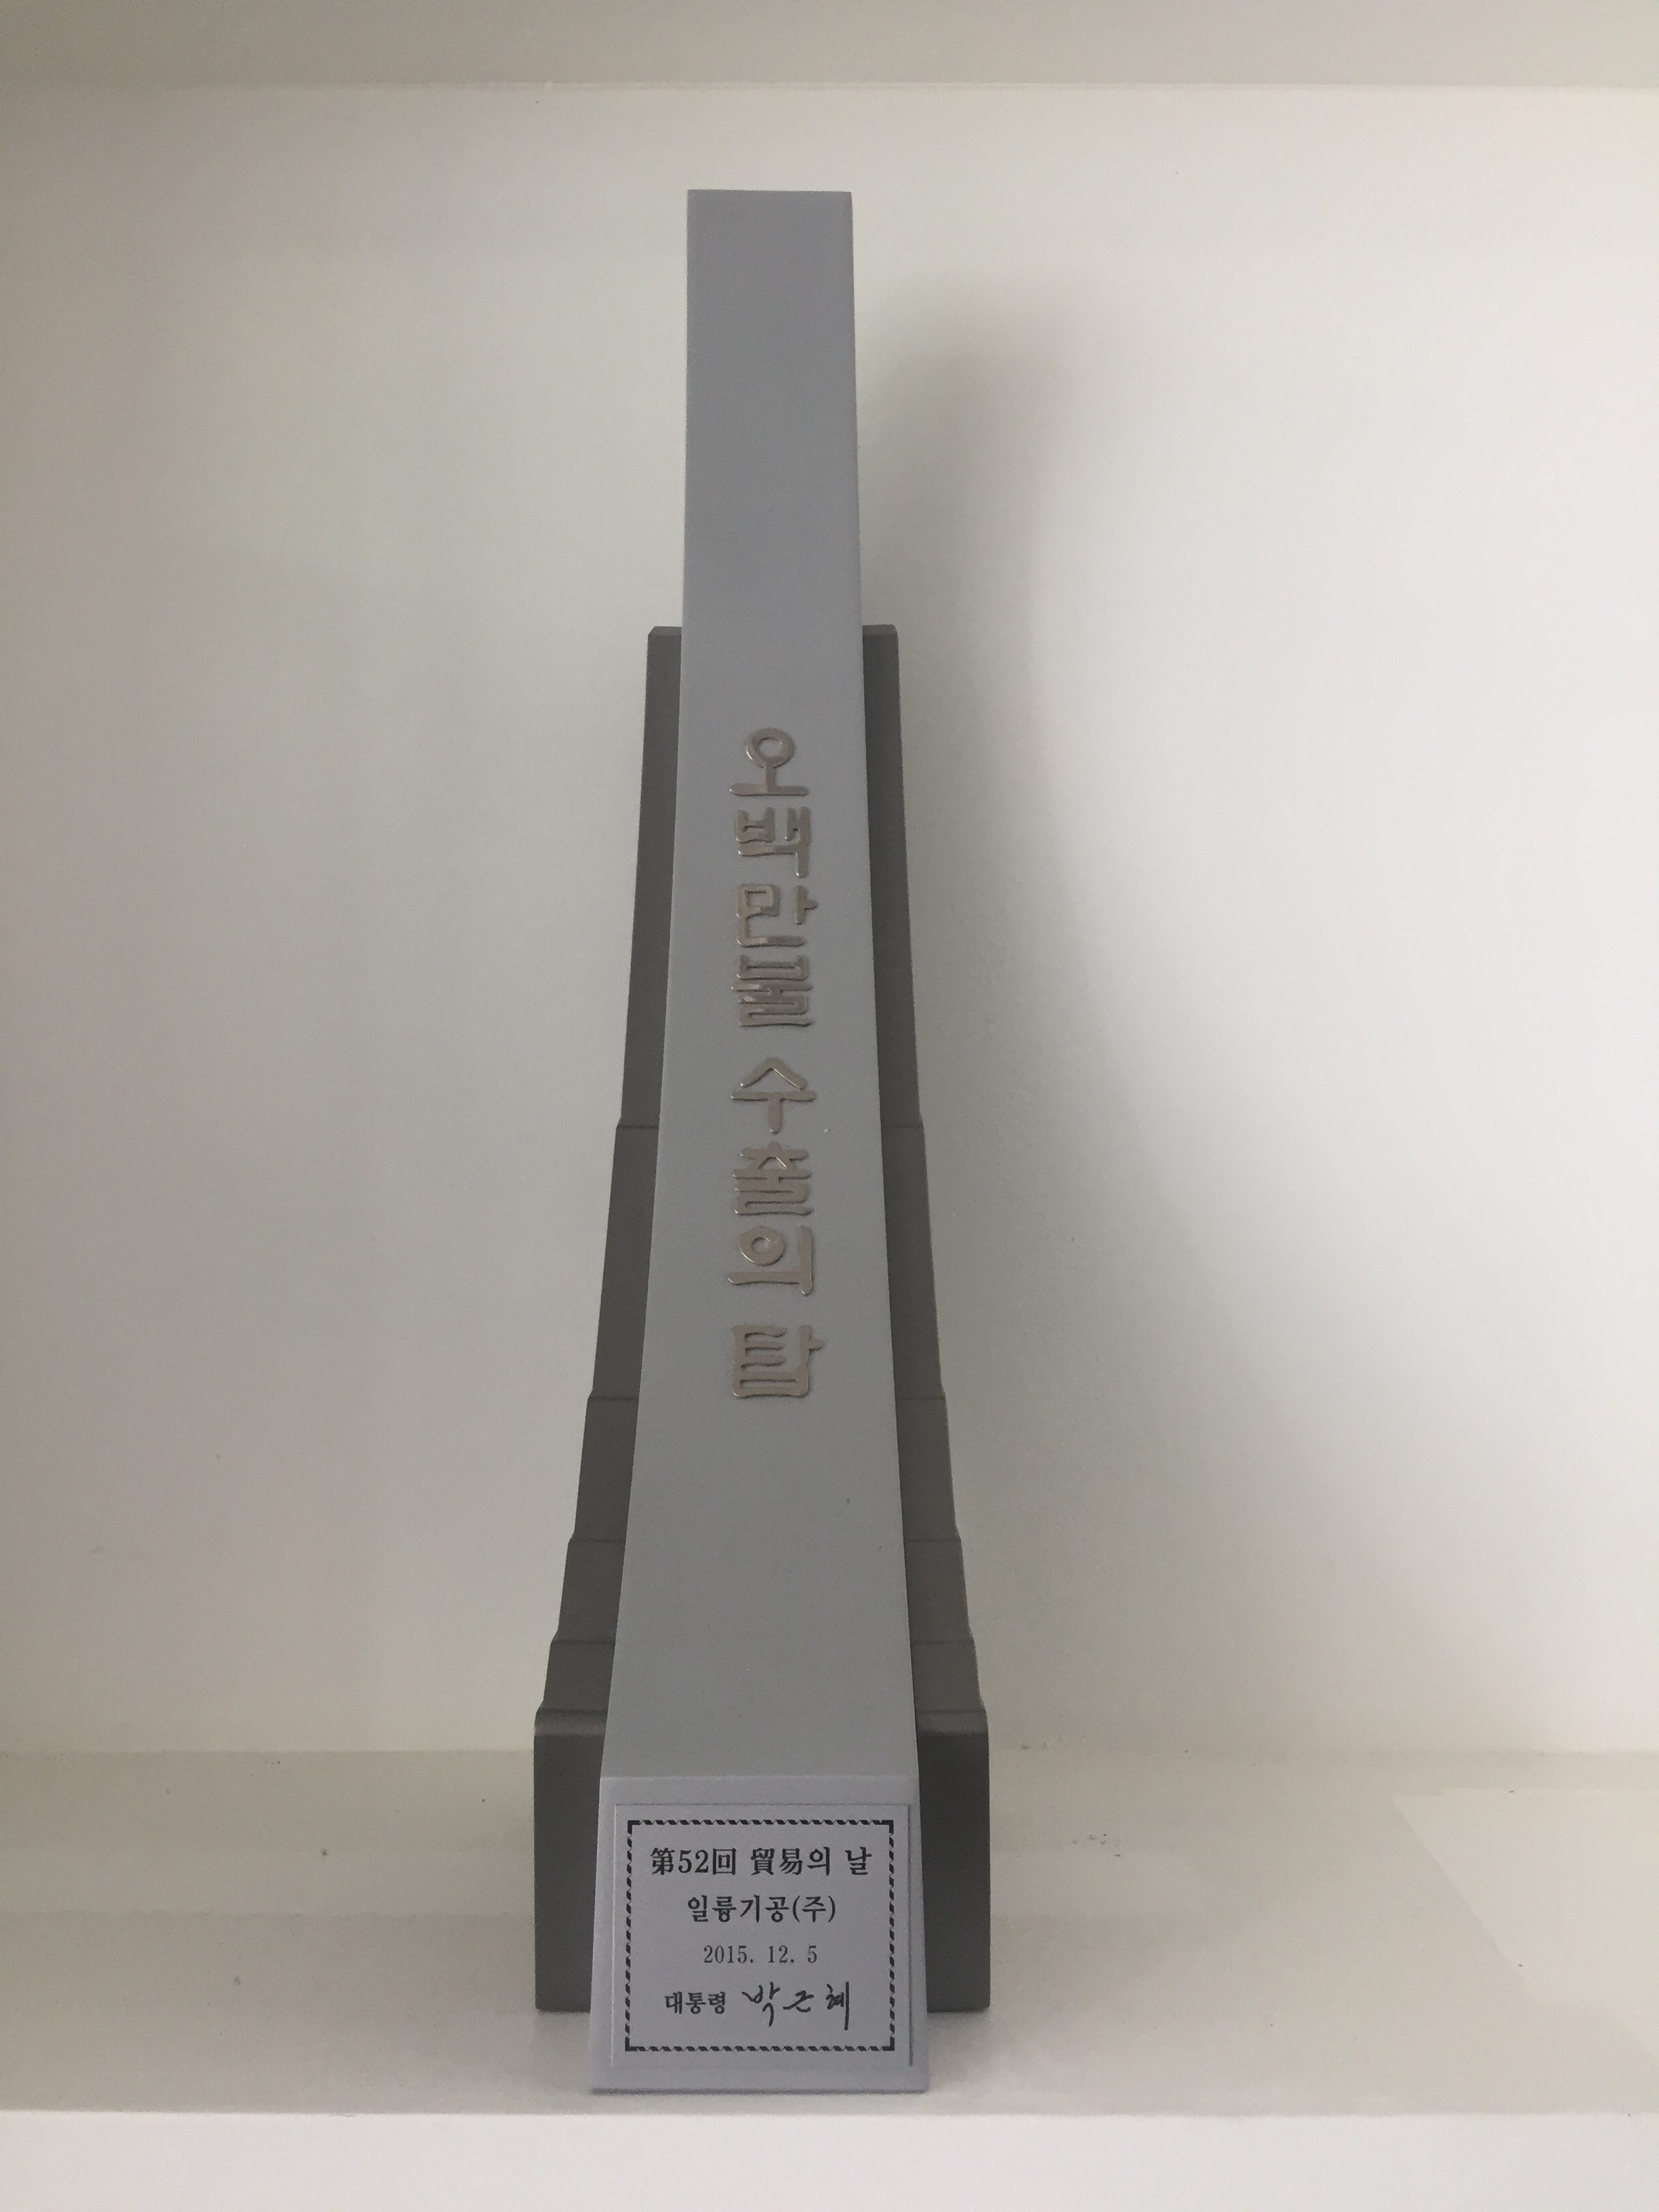 오백만불 수출의 탑
第52回 貿易의 날
일륭기공(주)
2015. 12. 5
대통령 박근혜